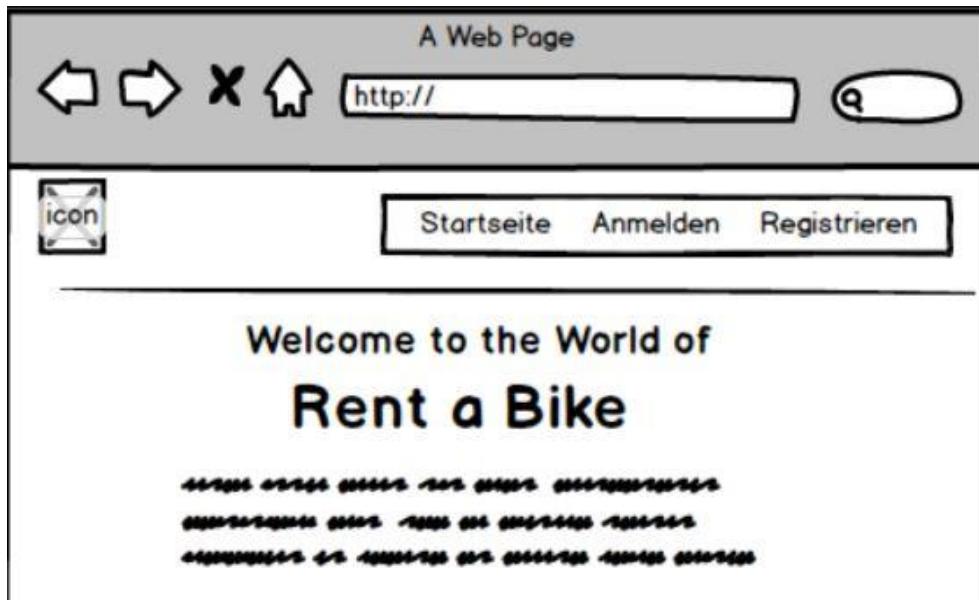 A Web Page
http://
icon
Startseite Anmelden Registrieren
Welcome to the World of
Rent a Bike